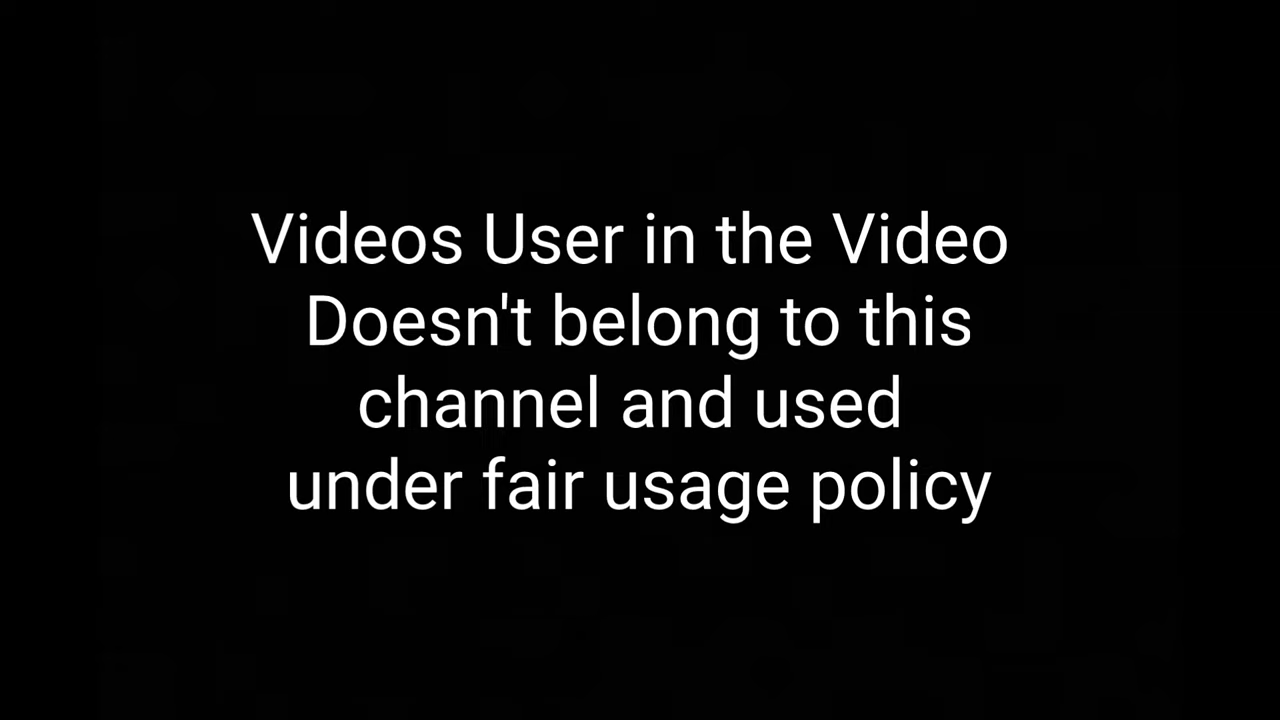 Videos User in the Video
Doesn't belong to this
channel and used
under fair usage policy